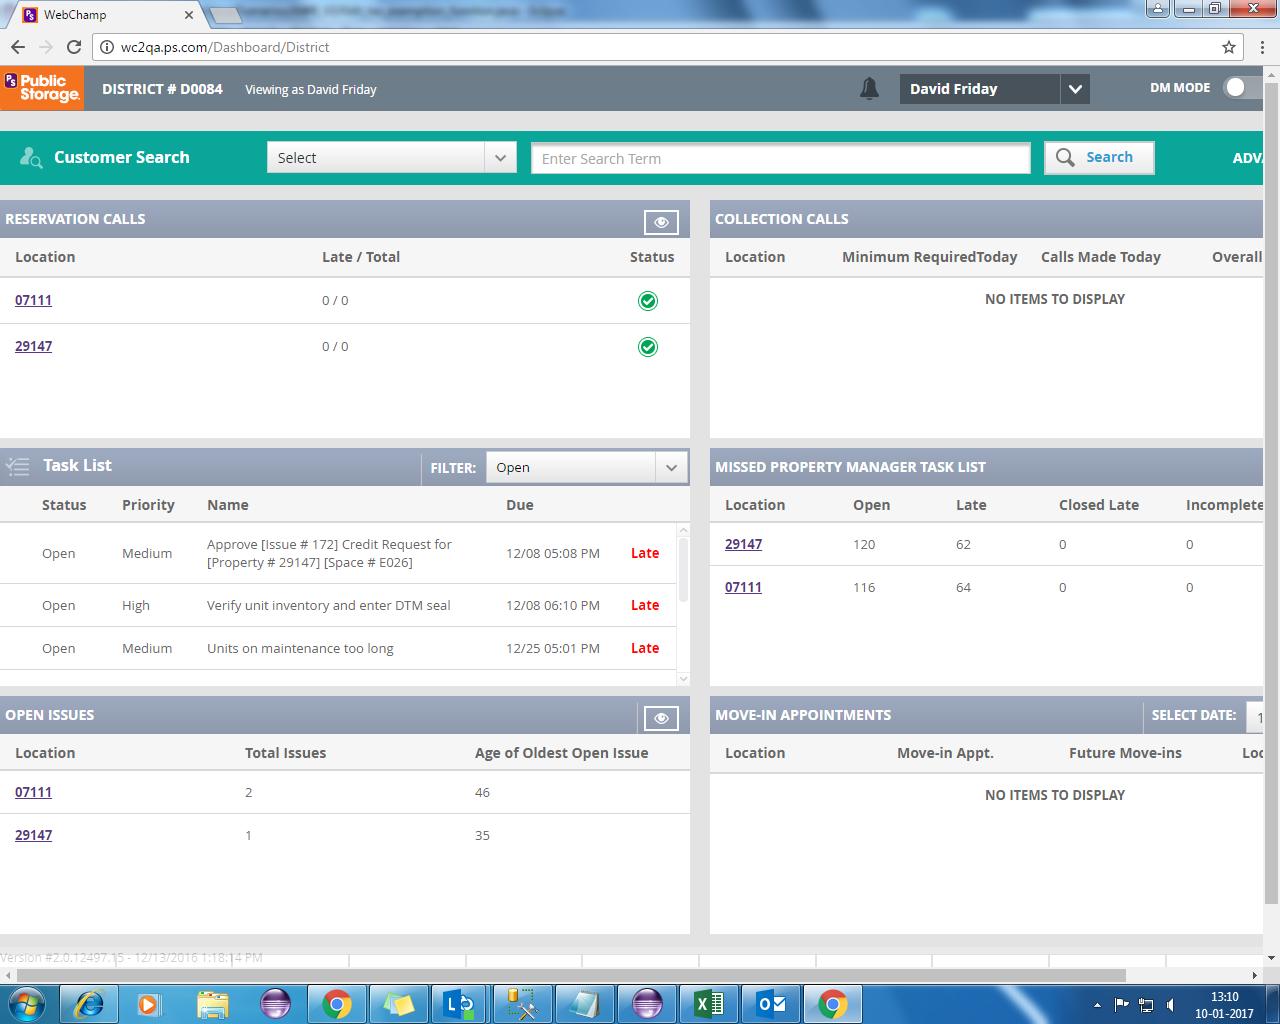 WebChamp
wc2qa.ps.com/Dashboard/District
PS Public Storage.
DISTRICT # D0084
Viewing as David Friday
David Friday
DM MODE
Customer Search
Select
Enter Search Term
Search
ADV
RESERVATION CALLS
Location Late / Total Status
07111 0 / 0
29147 0 / 0
COLLECTION CALLS
Location Minimum RequiredToday Calls Made Today Overall
NO ITEMS TO DISPLAY
Task List
FILTER: Open
Status Priority Name Due
Open Medium Approve [Issue # 172] Credit Request for 12/08 05:08 PM Late
[Property # 29147] [Space # E026]
Open High Verify unit inventory and enter DTM seal 12/08 06:10 PM Late
Open Medium Units on maintenance too long 12/25 05:01 PM Late
MISSED PROPERTY MANAGER TASK LIST
Location Open Late Closed Late Incomplete
29147 120 62 0 0
07111 116 64 0 0
OPEN ISSUES
Location Total Issues Age of Oldest Open Issue
07111 2 46
29147 1 35
MOVE-IN APPOINTMENTS
SELECT DATE: 1
Location Move-in Appt. Future Move-ins Loc
NO ITEMS TO DISPLAY
Version #2.0.12497.15 - 12/13/2016 1:18:14 PM
13:10
10-01-2017